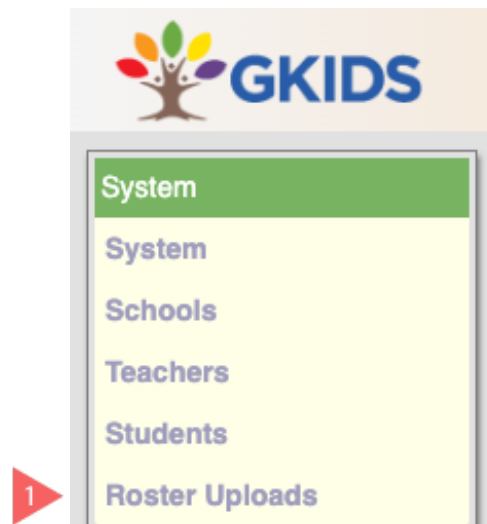 GKIDS
System
System
Schools
Teachers
Students
1
Roster Uploads